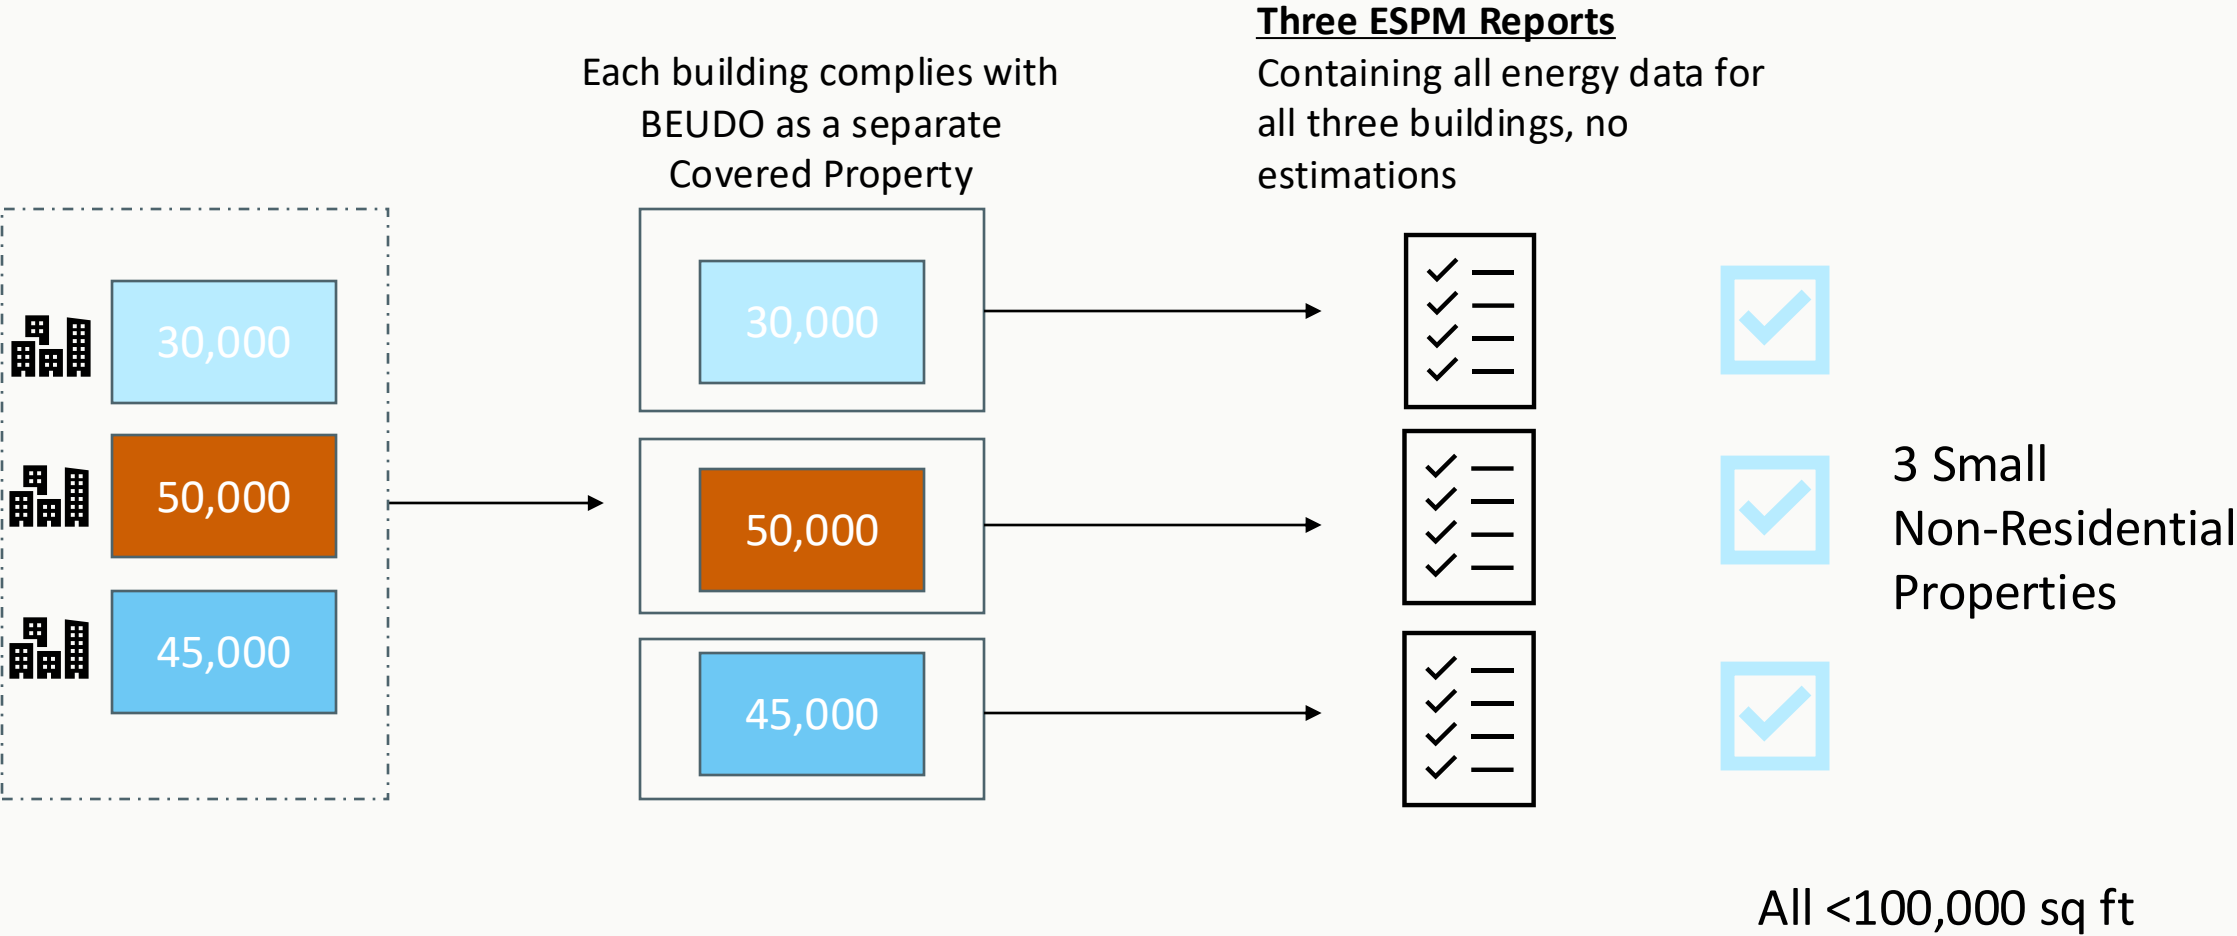 Three ESPM Reports
Containing all energy data for
all three buildings, no
estimations
Each building complies with
BEUDO as a separate
Covered Property
30,000
50,000
45,000
30,000
50,000
45,000
3 Small
Non-Residential
Properties
All <100,000 sq ft